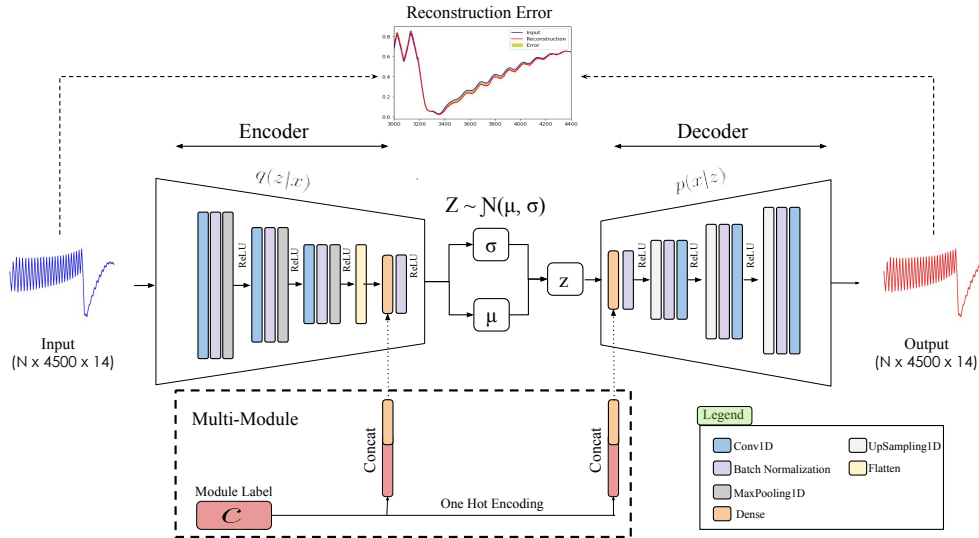 Reconstruction Error
Input
Reconstruction
Error
0.8
0.6
0.4
0.2
0.0
3000 3200 3400 3600 3800 4000 4200 4400
Encoder
Decoder
q(z|x)
p(x|z)
Z ~ N(μ, σ)
ReLU
ReLU
ReLU
ReLU
σ
μ
z
ReLU
ReLU
ReLU
Input
(N x 4500 x 14)
Output
(N x 4500 x 14)
Multi-Module
Concat
Concat
Module Label
C
One Hot Encoding
Legend
Conv1D
UpSampling1D
Batch Normalization
Flatten
MaxPooling1D
Dense